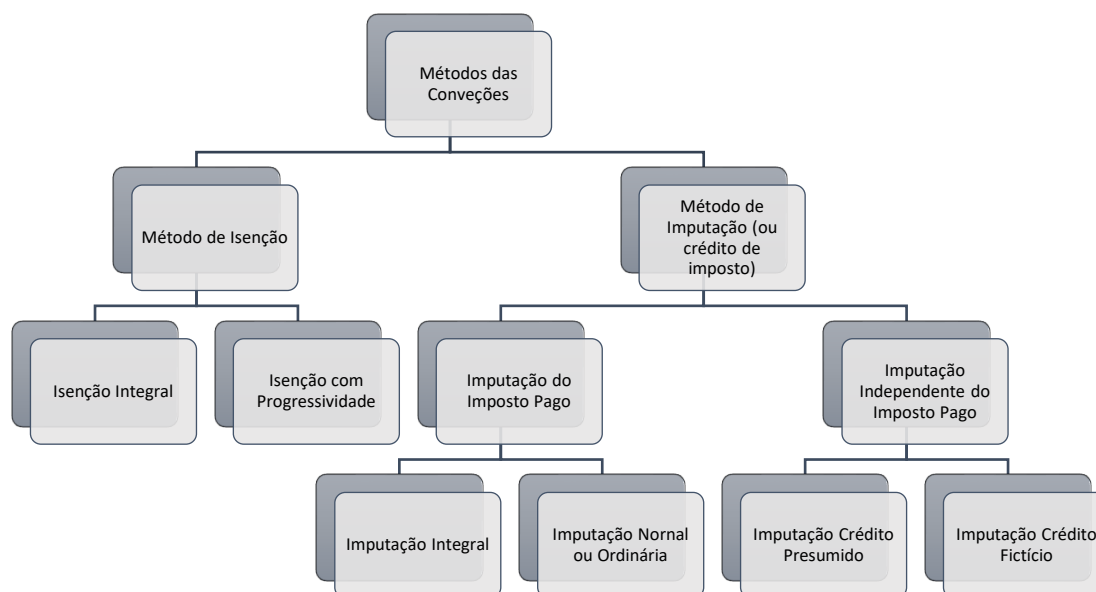 Métodos das
Conveções
Método de Isenção
Método de
Imputação (ou
crédito de
imposto)
Isenção Integral
Isenção com
Progressividade
Imputação do
Imposto Pago
Imputação
Independente do
Imposto Pago
Imputação Integral
Imputação Nornal
ou Ordinária
Imputação Crédito
Presumido
Imputação Crédito
Fictício